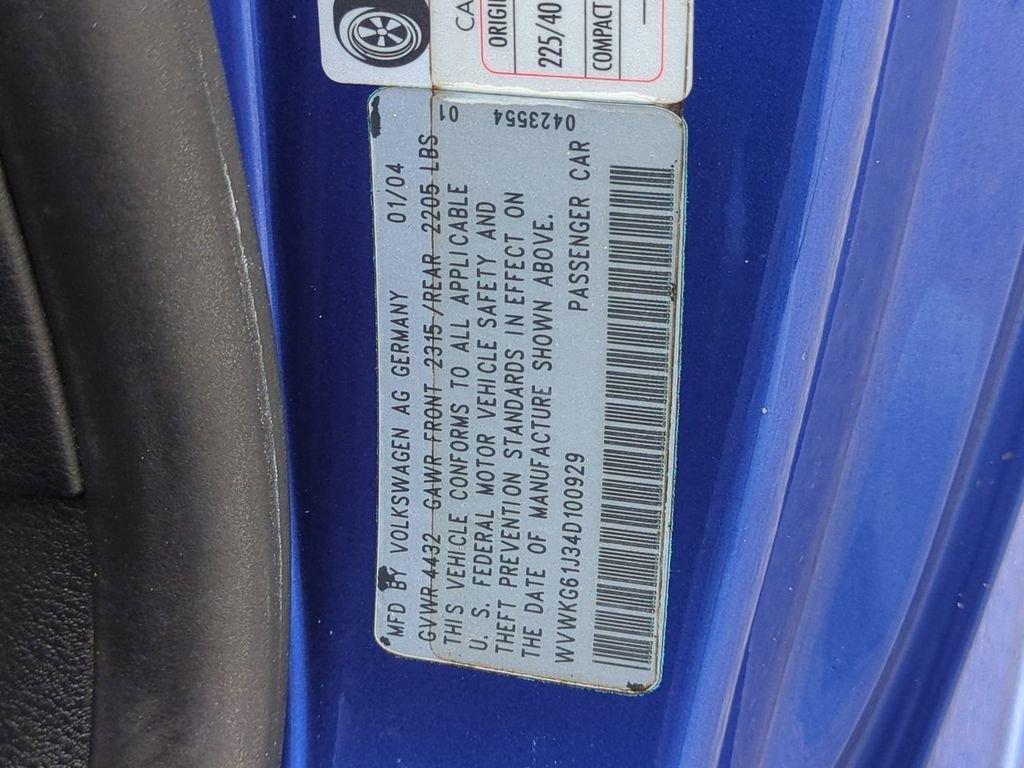 CA
ORIGI
225/40
COMPACT
MFD BY VOLKSWAGEN AG GERMANY 01/04 01
GVWR 4432 GAWR FRONT 2315/REAR 2205 LBS
THIS VEHICLE CONFORMS TO ALL APPLICABLE
U. S. FEDERAL MOTOR VEHICLE SAFETY AND
THEFT PREVENTION STANDARDS IN EFFECT ON
THE DATE OF MANUFACTURE SHOWN ABOVE.
WVWKG61J34D100929 PASSENGER CAR
0423554